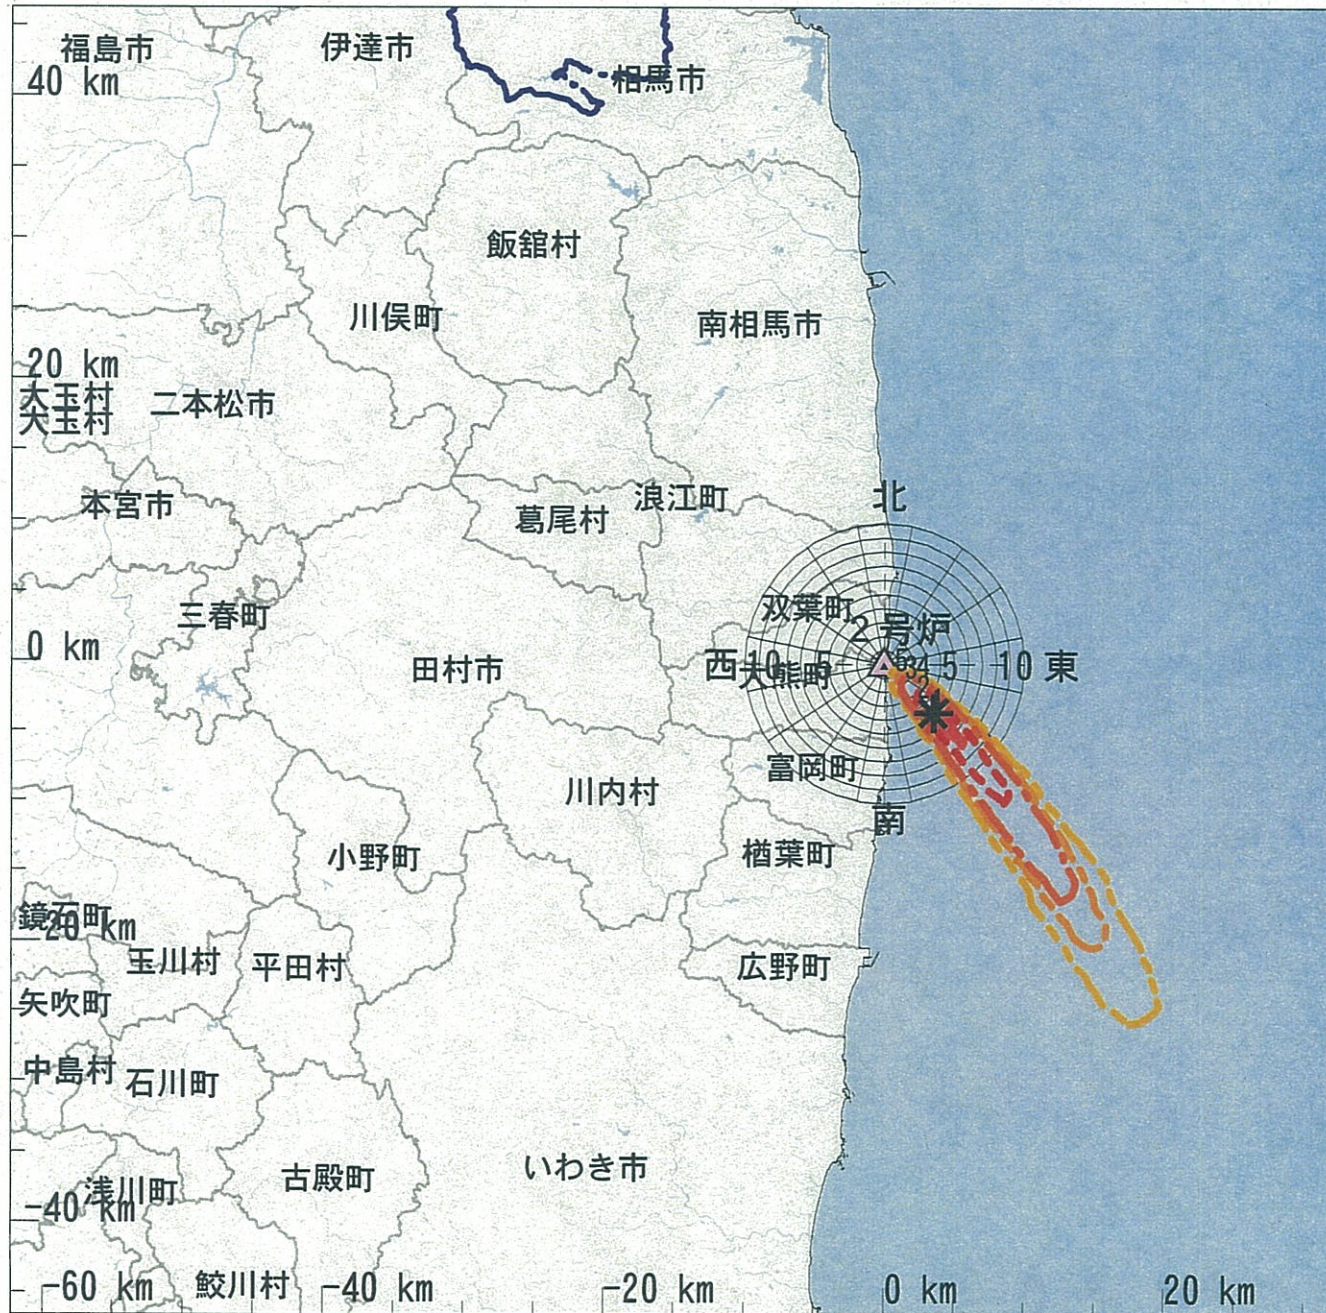 福島市
伊達市
40 km
相馬市
飯舘村
川俣町
南相馬市
20 km
大玉村
大玉村
二本松市
本宮市
浪江町
葛尾村
北
三春町
双葉町
2号炉
0 km
田村市
西 10 5 5 10 東
大熊町
富岡町
川内村
南
小野町
楢葉町
鏡石町
-20 km
玉川村
平田村
広野町
矢吹町
中島村
石川町
いわき市
古殿町
浅川町
-40 km
-60 km
鮫川村
-40 km
-20 km
0 km
20 km